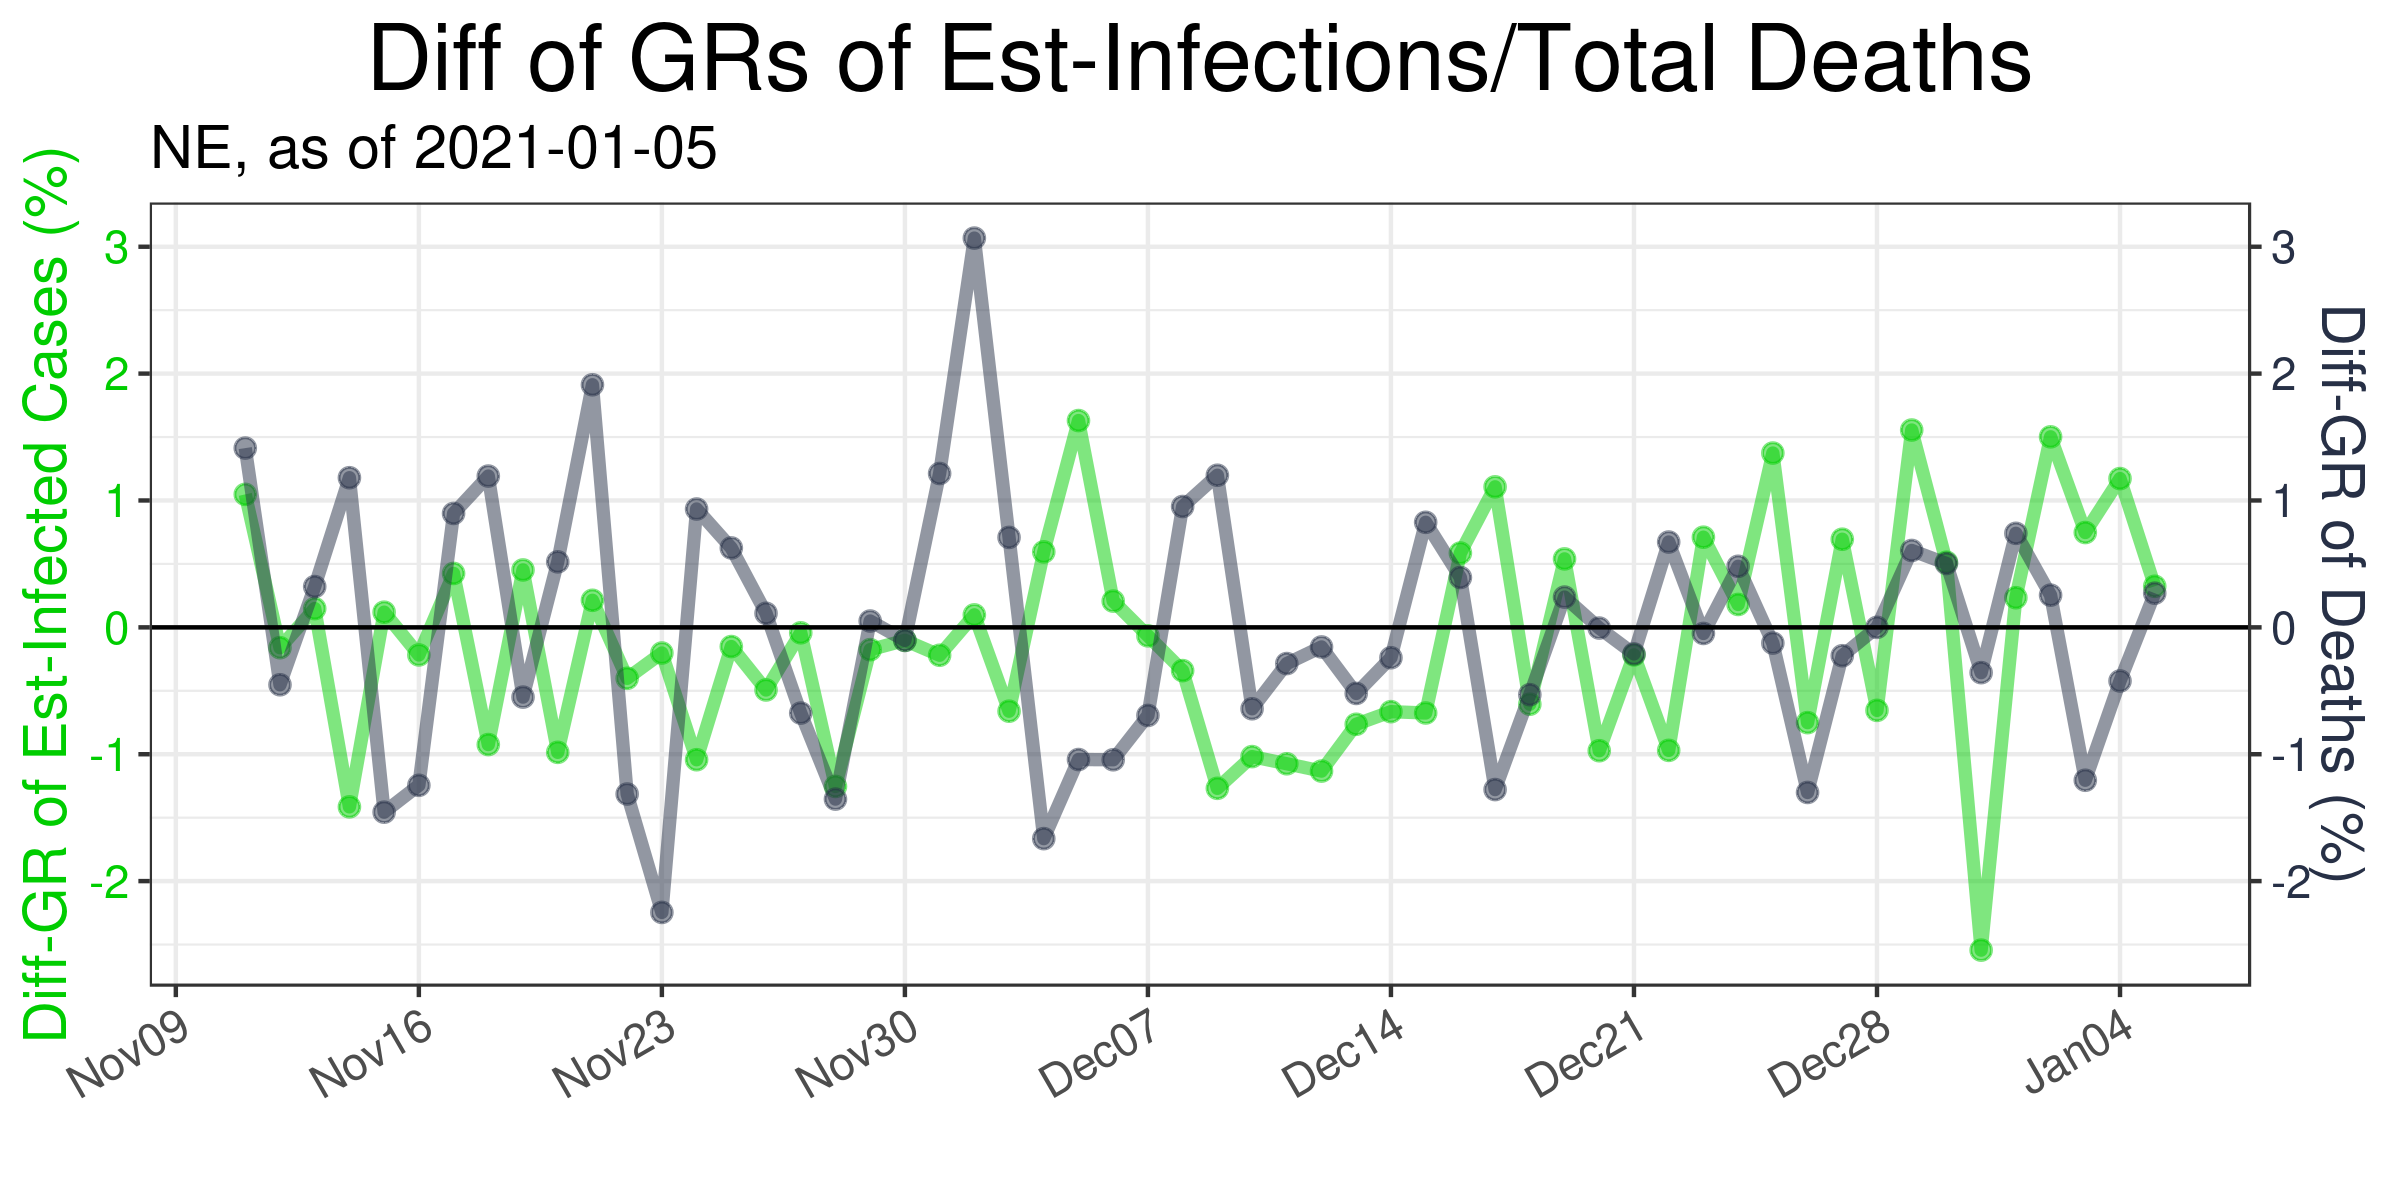 Diff of GRs of Est-Infections/Total Deaths
NE, as of 2021-01-05
Diff-GR of Est-Infected Cases (%)
3
2
1
0
-1
-2
3
2
1
0
-1
-2
Diff-GR of Deaths (%)
Nov09
Nov16
Nov23
Nov30
Dec07
Dec14
Dec21
Dec28
Jan04